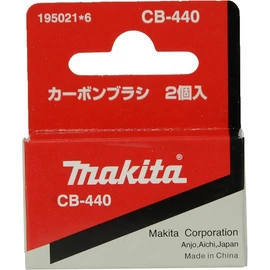 195021*6 CB-440
カーボンブラシ 2個入
makita
CB-440
Makita Corporation
Anjo,Aichi,Japan
Made in China